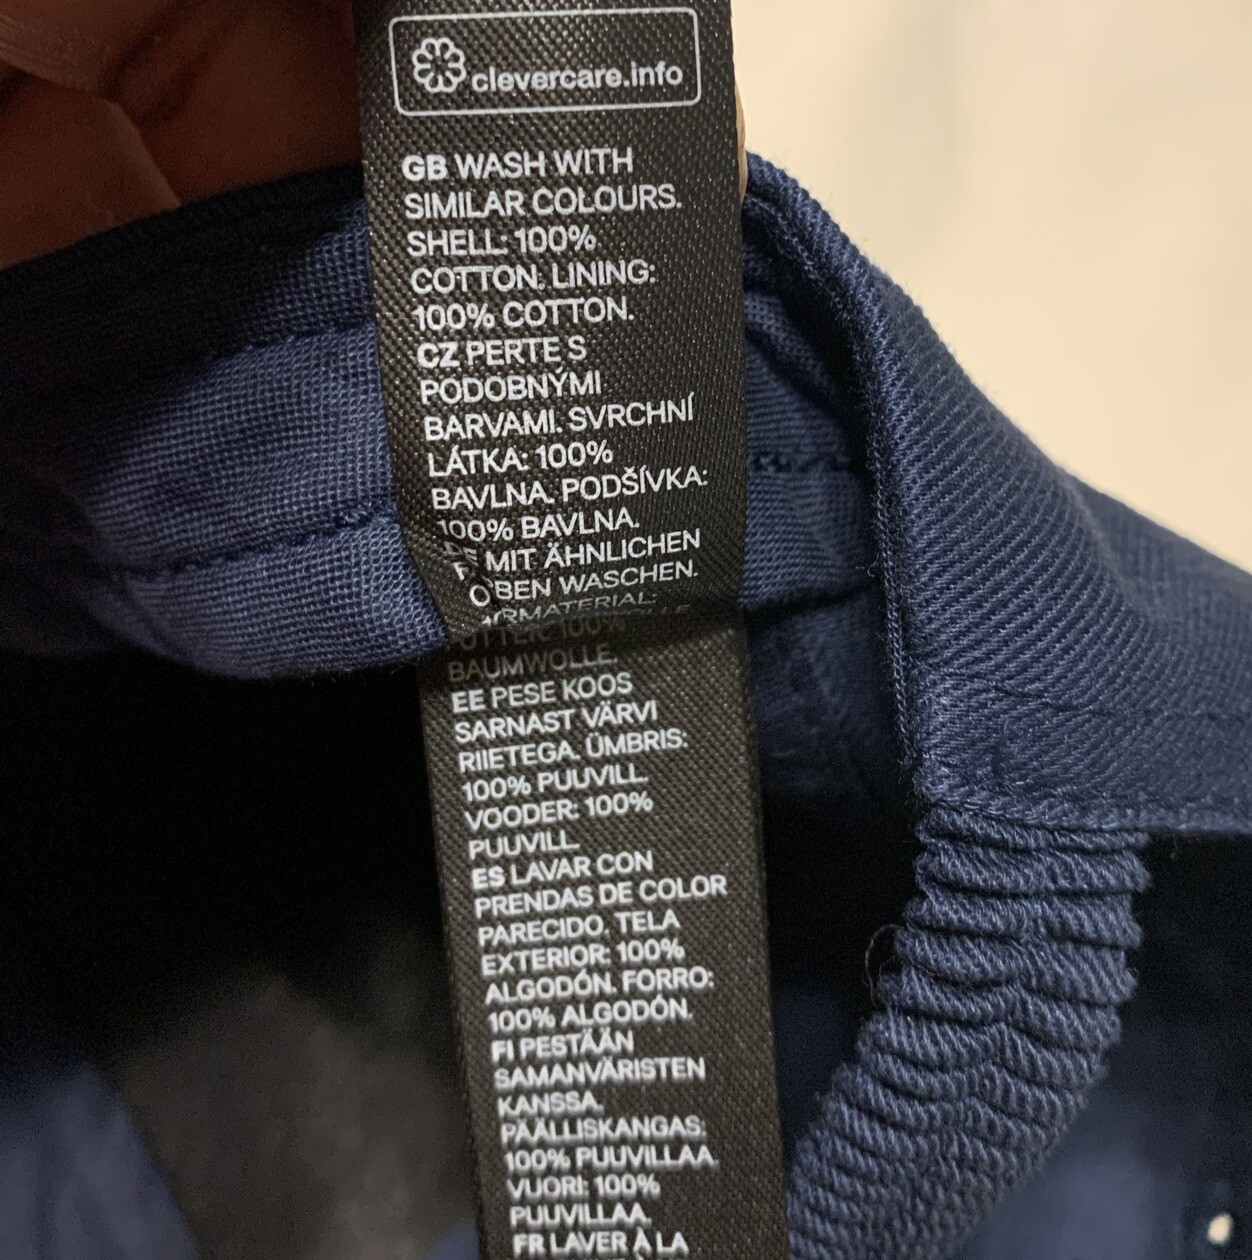 clevercare.info
GB WASH WITH
SIMILAR COLOURS.
SHELL: 100%
COTTON. LINING:
100% COTTON.
CZ PERTE S
PODOBNÝMI
BARVAMI. SVRCHNÍ
LÁTKA: 100%
BAVLNA. PODŠÍVKA:
100% BAVLNA.
MIT ÄHNLICHEN
WASCHEN.
100%
BAUMWOLLE.
EE PESE KOOS
SARNAST VÄRVI
RIIETEGA. ÜMBRIS:
100% PUUVILL.
VOODER: 100%
PUUVILL.
ES LAVAR CON
PRENDAS DE COLOR
PARECIDO. TELA
EXTERIOR: 100%
ALGODÓN. FORRO:
100% ALGODÓN.
FI PESTÄÄN
SAMANVÄRISTEN
KANSSA.
PÄÄLLISKANGAS:
100% PUUVILLAA.
VUORI: 100%
PUUVILLAA.
FR LAVER À LA